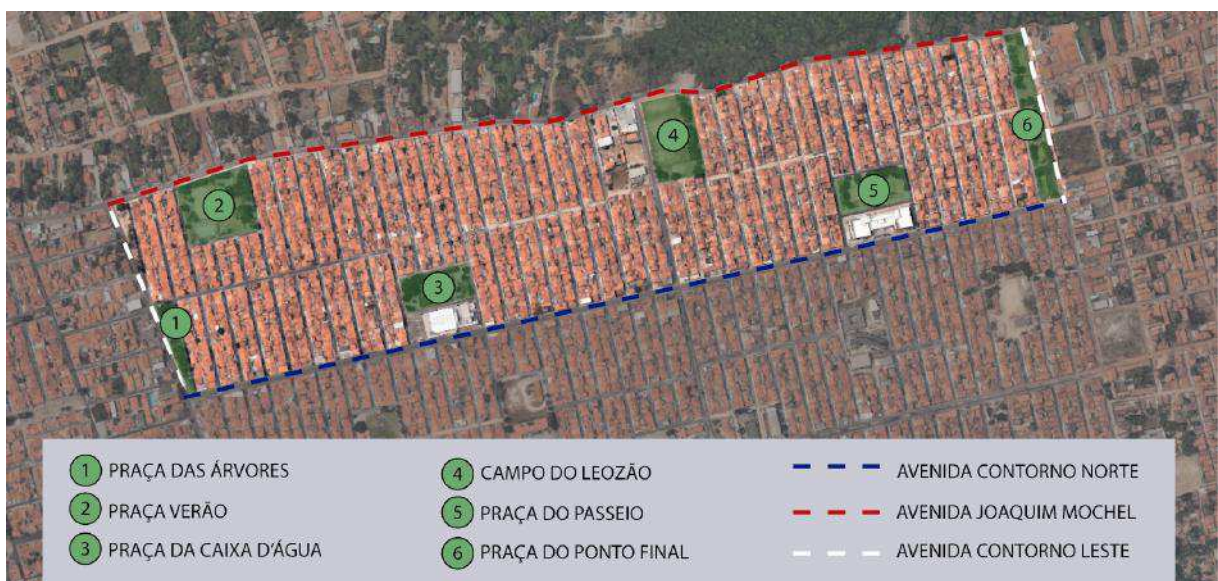 2
4
6
5
3
1
1 PRAÇA DAS ÁRVORES
2 PRAÇA VERÃO
3 PRAÇA DA CAIXA D'ÁGUA
4 CAMPO DO LEOZÃO
5 PRAÇA DO PASSEIO
6 PRAÇA DO PONTO FINAL
AVENIDA CONTORNO NORTE
AVENIDA JOAQUIM MOCHEL
AVENIDA CONTORNO LESTE